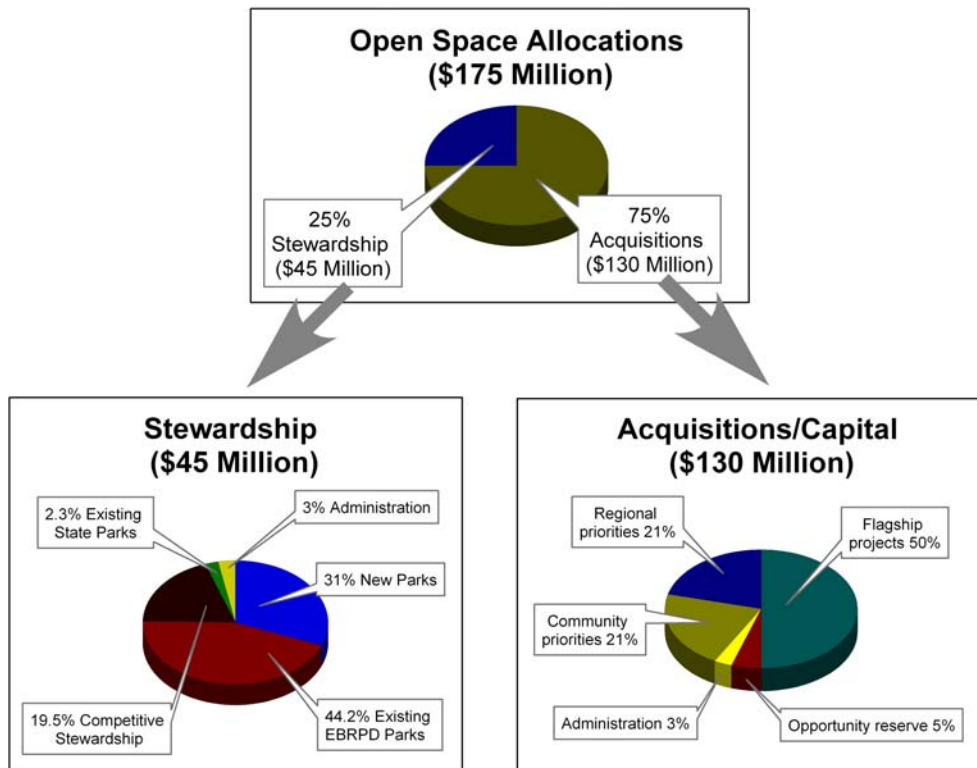 Open Space Allocations
($175 Million)
25%
Stewardship
($45 Million)
75%
Acquisitions
($130 Million)
Stewardship
($45 Million)
2.3% Existing
State Parks
3% Administration
31% New Parks
19.5% Competitive
Stewardship
44.2% Existing
EBRPD Parks
Acquisitions/Capital
($130 Million)
Regional
priorities 21%
Flagship
projects 50%
Community
priorities 21%
Administration 3%
Opportunity reserve 5%